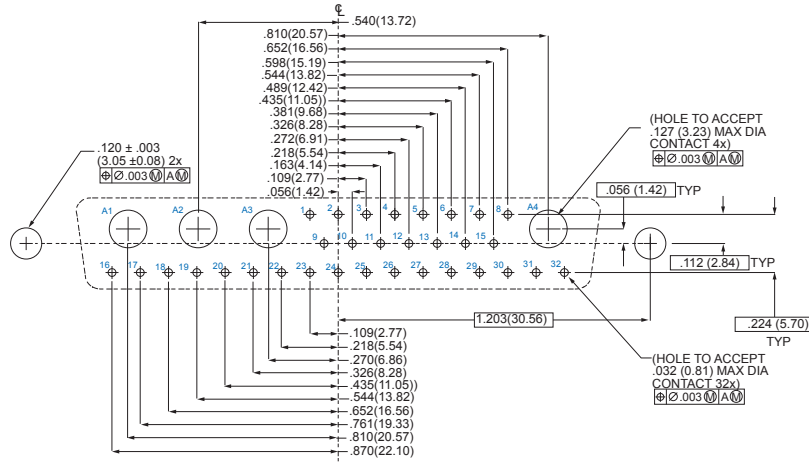 ℄
.540(13.72)
.810(20.57)
.652(16.56)
.598(15.19)
.544(13.82)
.489(12.42)
.435(11.05))
.381(9.68)
.326(8.28)
.272(6.91)
.218(5.54)
.163(4.14)
.109(2.77)
.056(1.42)
.120 ± .003
(3.05 ±0.08) 2x
⌖ Ø.003Ⓜ AⓂ
(HOLE TO ACCEPT
.127 (3.23) MAX DIA
CONTACT 4x)
⌖ Ø.003Ⓜ AⓂ
.056 (1.42) TYP
A1 A2 A3 1 2 3 4 5 6 7 8 A4
9 10 11 12 13 14 15
16 17 18 19 20 21 22 23 24 25 26 27 28 29 30 31 32
.112 (2.84) TYP
1.203(30.56)
.224 (5.70)
TYP
.109(2.77)
.218(5.54)
.270(6.86)
.326(8.28)
.435(11.05))
.544(13.82)
.652(16.56)
.761(19.33)
.810(20.57)
.870(22.10)
(HOLE TO ACCEPT
.032 (0.81) MAX DIA
CONTACT 32x)
⌖ Ø.003Ⓜ AⓂ